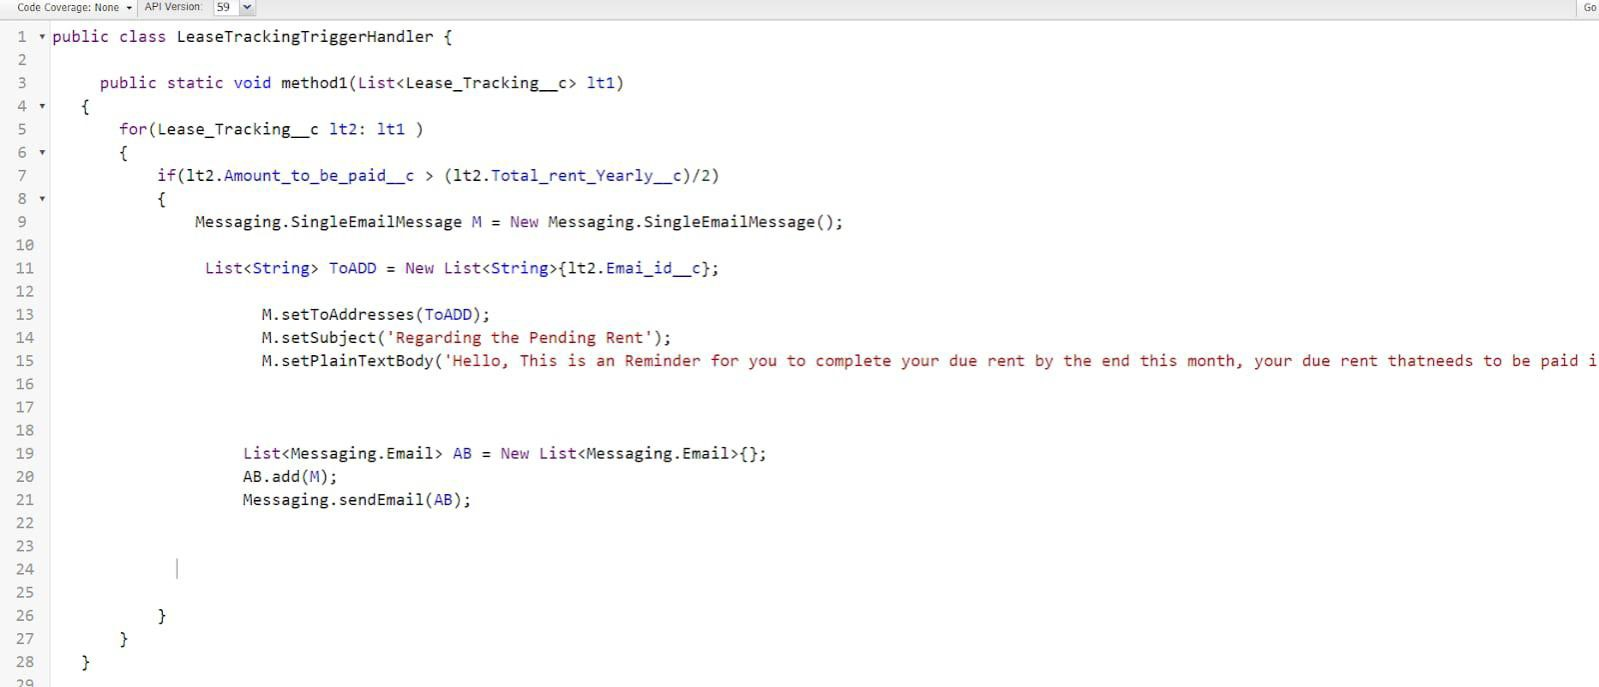 Code Coverage: None API Version: 59 Go
1 public class LeaseTrackingTriggerHandler {
2
3 public static void method1(List<Lease_Tracking__c> lt1)
4 {
5 for(Lease_Tracking__c lt2: lt1 )
6 {
7 if(lt2.Amount_to_be_paid__c > (lt2.Total_rent_Yearly__c)/2)
8 {
9 Messaging.SingleEmailMessage M = New Messaging.SingleEmailMessage();
10
11 List<String> ToADD = New List<String>{lt2.Emai_id__c};
12
13 M.setToAddresses(ToADD);
14 M.setSubject('Regarding the Pending Rent');
15 M.setPlainTextBody('Hello, This is an Reminder for you to complete your due rent by the end this month, your due rent thatneeds to be paid i
16
17
18
19 List<Messaging.Email> AB = New List<Messaging.Email>{};
20 AB.add(M);
21 Messaging.sendEmail(AB);
22
23
24
25
26 }
27 }
28 }
29